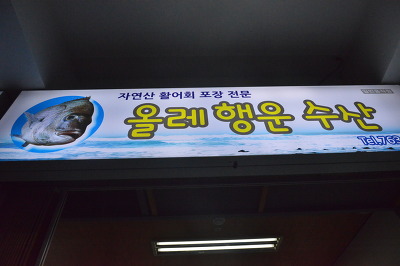 자연산 활어회 포장 전문
올레 행운 수산